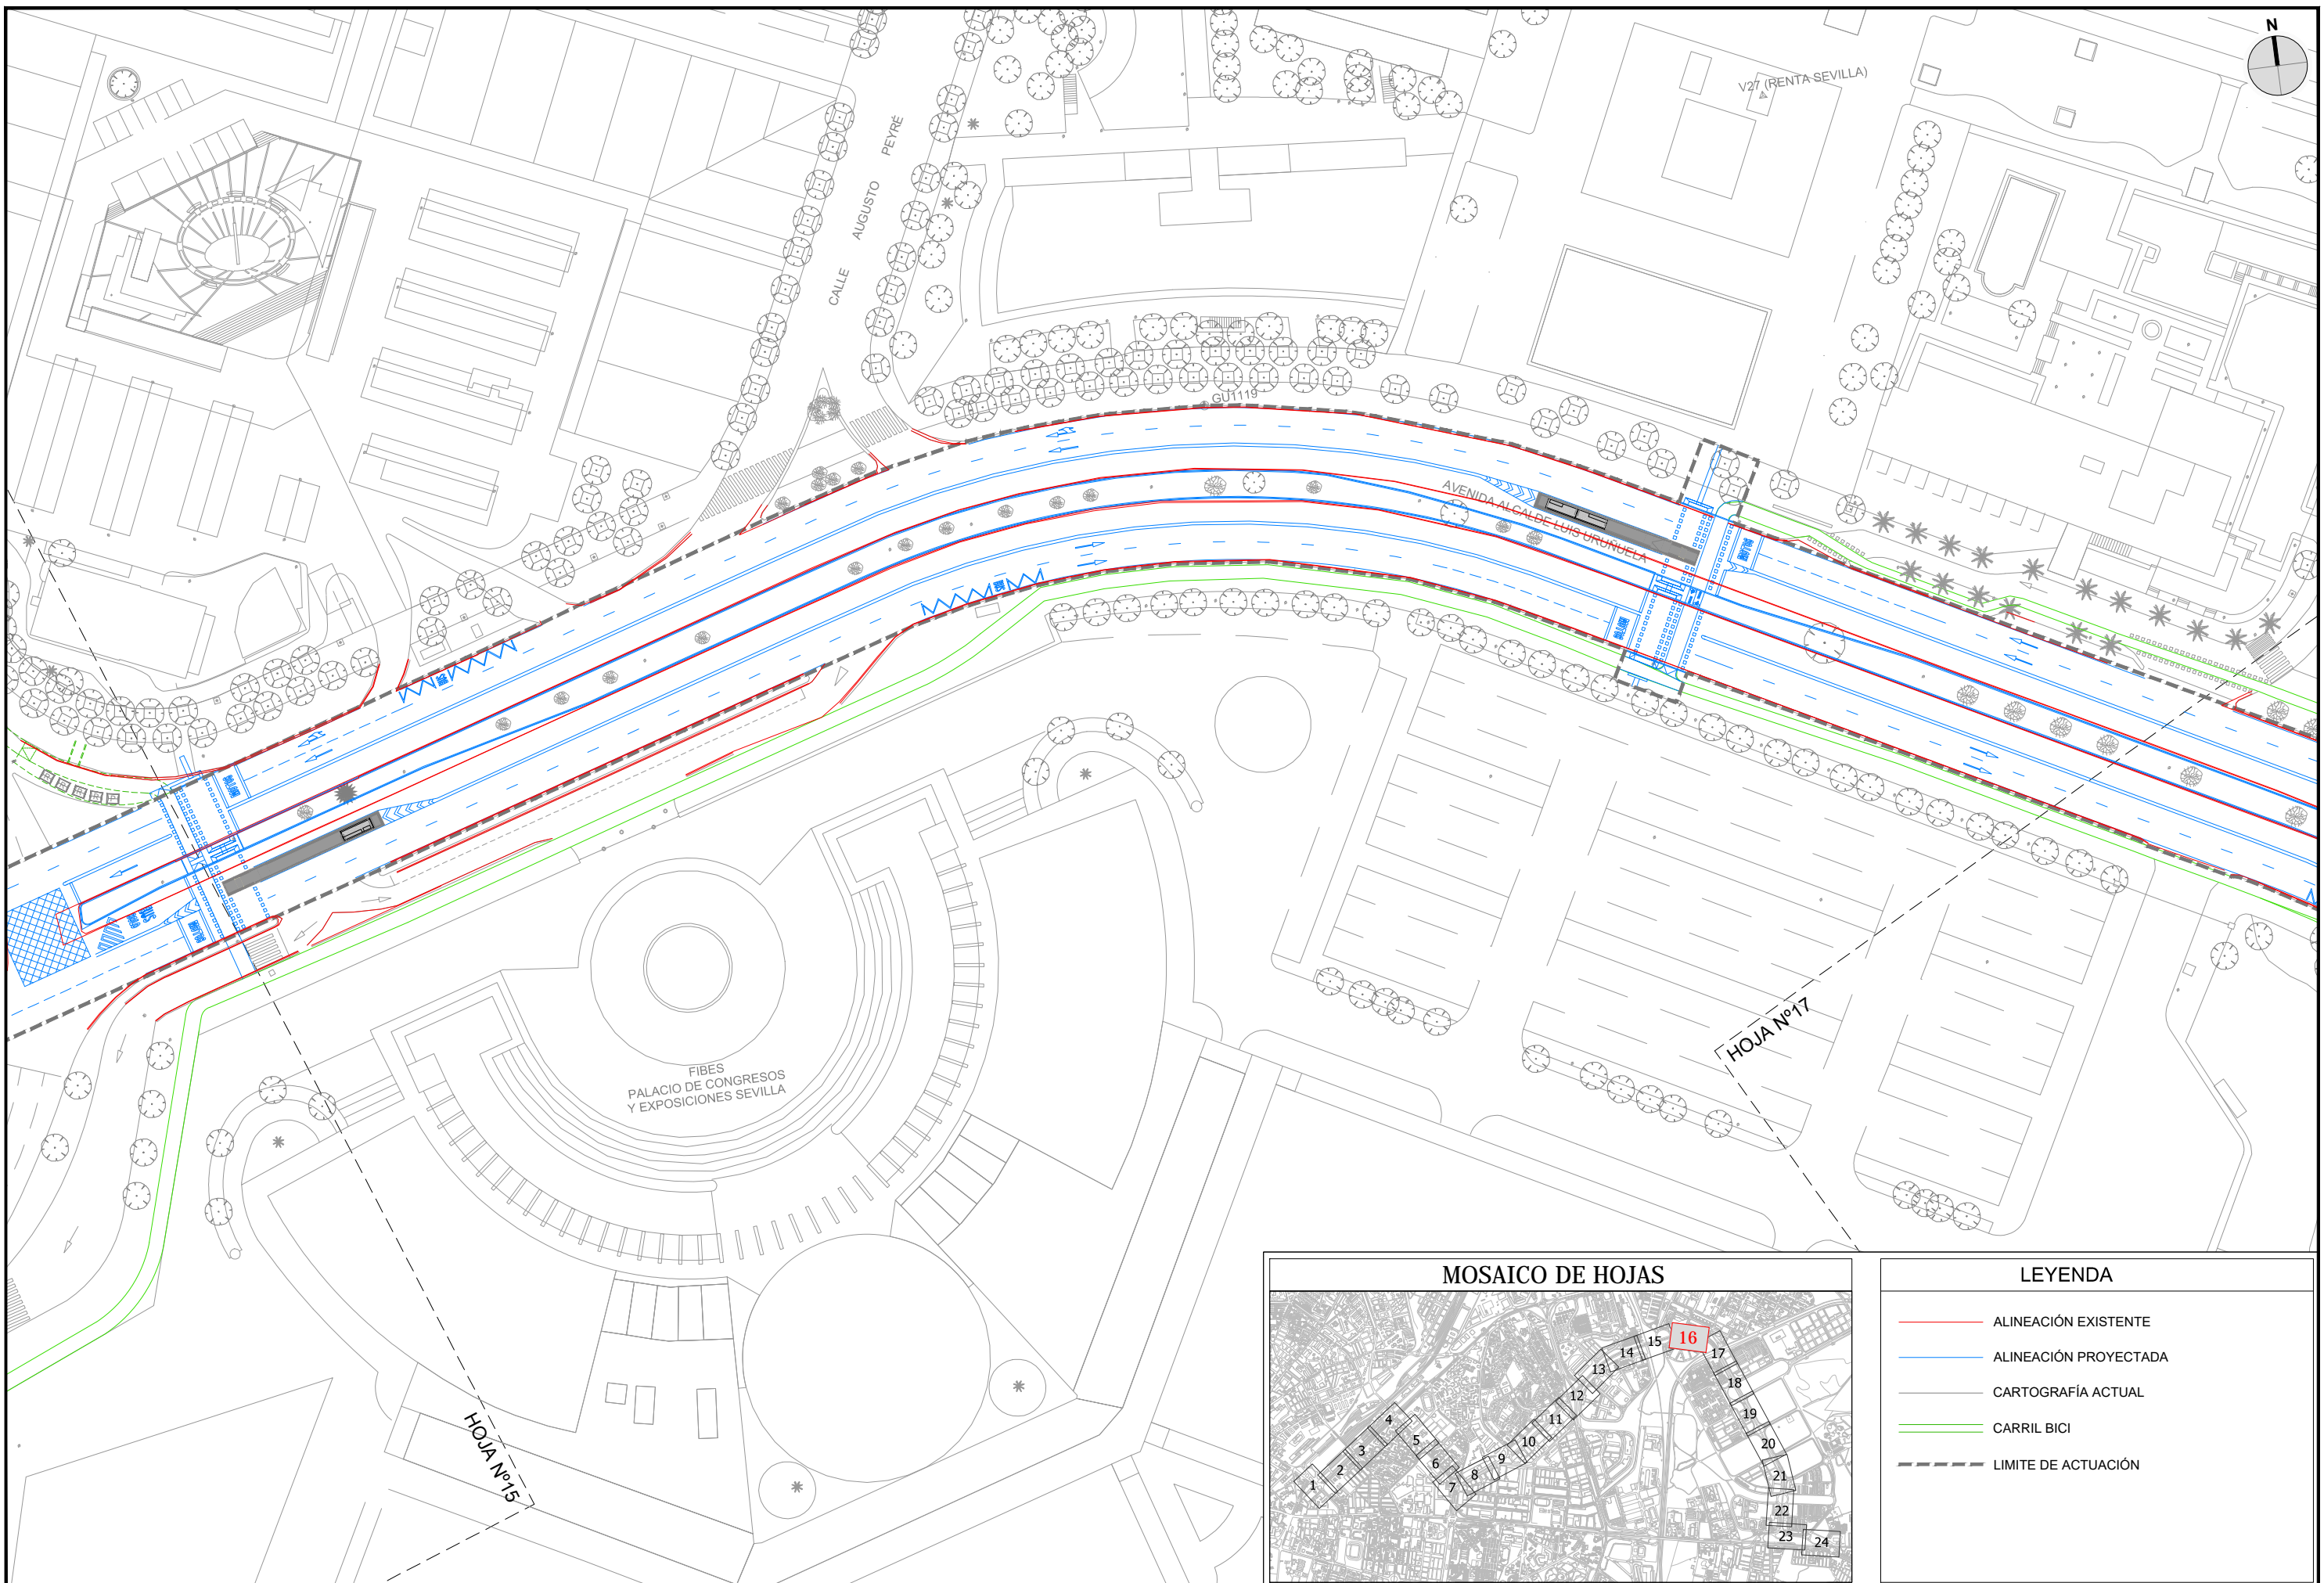 N
V27 (RENTA SEVILLA)
CALLE AUGUSTO PEYRÉ
GU1119
AVENIDA ALCALDE LUIS URUÑUELA
BUS
BUS
HOJA Nº17
FIBES
PALACIO DE CONGRESOS
Y EXPOSICIONES SEVILLA
HOJA Nº15
MOSAICO DE HOJAS
1
2
3
4
5
6
7
8
9
10
11
12
13
14
15
16
17
18
19
20
21
22
23
24
LEYENDA
ALINEACIÓN EXISTENTE
ALINEACIÓN PROYECTADA
CARTOGRAFÍA ACTUAL
CARRIL BICI
LIMITE DE ACTUACIÓN